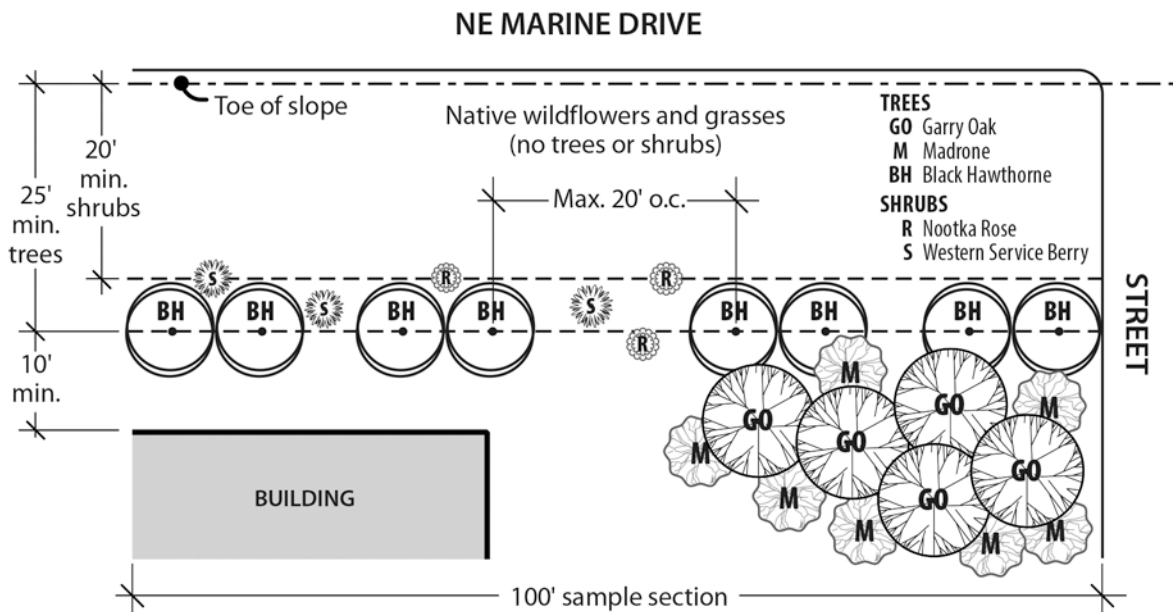 NE MARINE DRIVE
Toe of slope
Native wildflowers and grasses
(no trees or shrubs)
TREES
GO Garry Oak
M Madrone
BH Black Hawthorne
SHRUBS
R Nootka Rose
S Western Service Berry
25'
min.
trees
20'
min.
shrubs
Max. 20' o.c.
S
R
R
BH
BH
S
BH
BH
S
BH
BH
BH
BH
R
STREET
10'
min.
M
GO
GO
M
GO
M
M
GO
M
GO
M
M
M
BUILDING
100' sample section